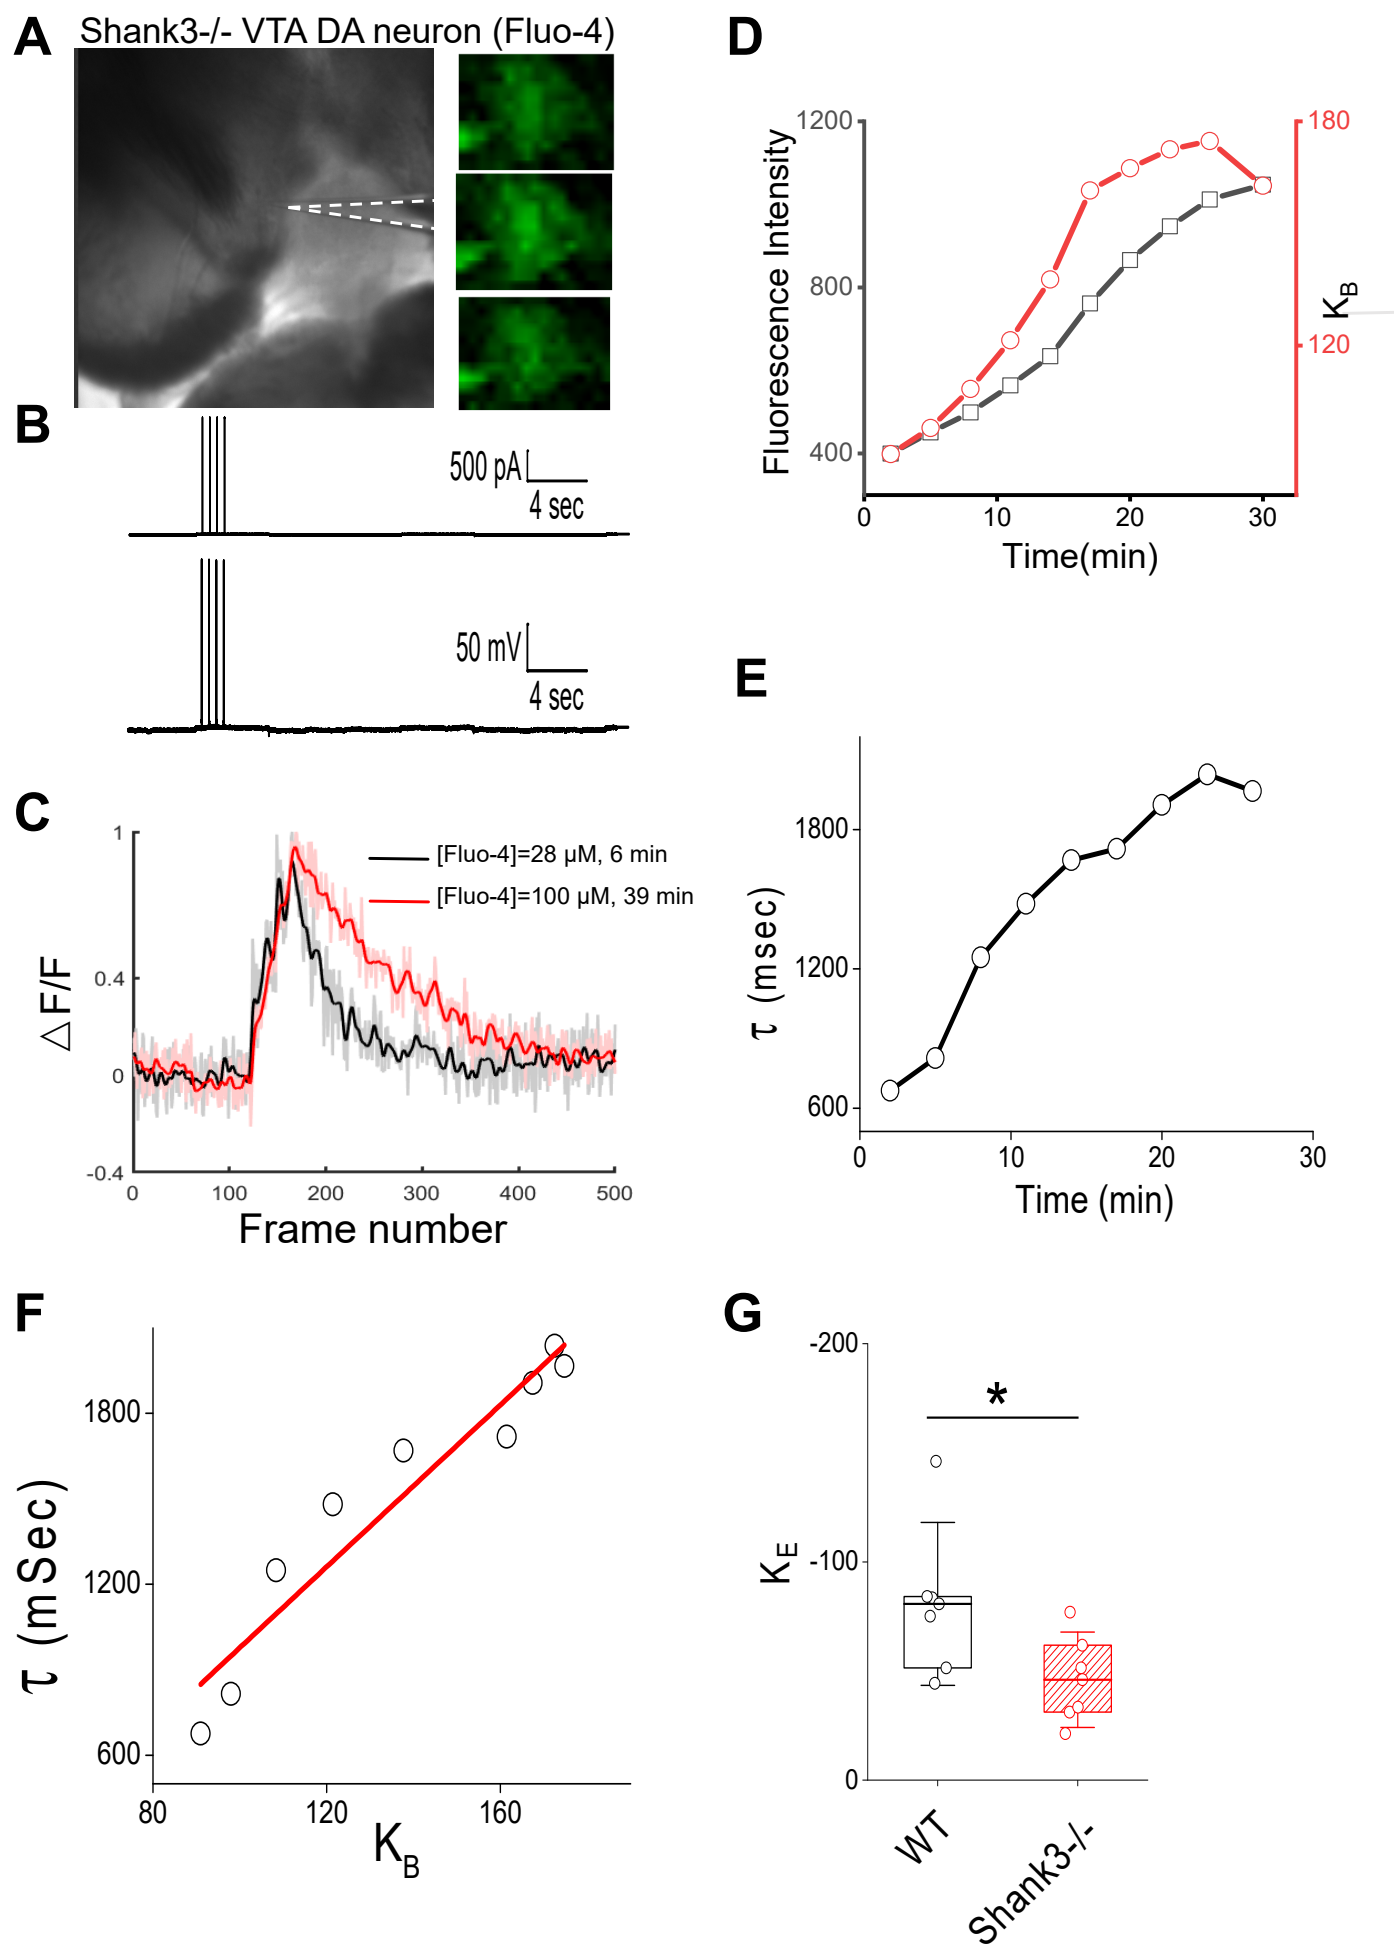 A
Shank3-/- VTA DA neuron (Fluo-4)
B
500 pA
4 sec
50 mV
4 sec
C
1
0.4
0
-0.4
△F/F
[Fluo-4]=28 µM, 6 min
[Fluo-4]=100 µM, 39 min
0 100 200 300 400 500
Frame number
D
1200
800
400
Fluorescence Intensity
180
120
KB
0 10 20 30
Time(min)
E
1800
1200
600
τ (msec)
0 10 20 30
Time (min)
F
1800
1200
600
τ (mSec)
80 120 160
KB
G
-200
-100
0
KE
*
WT
Shank3-/-